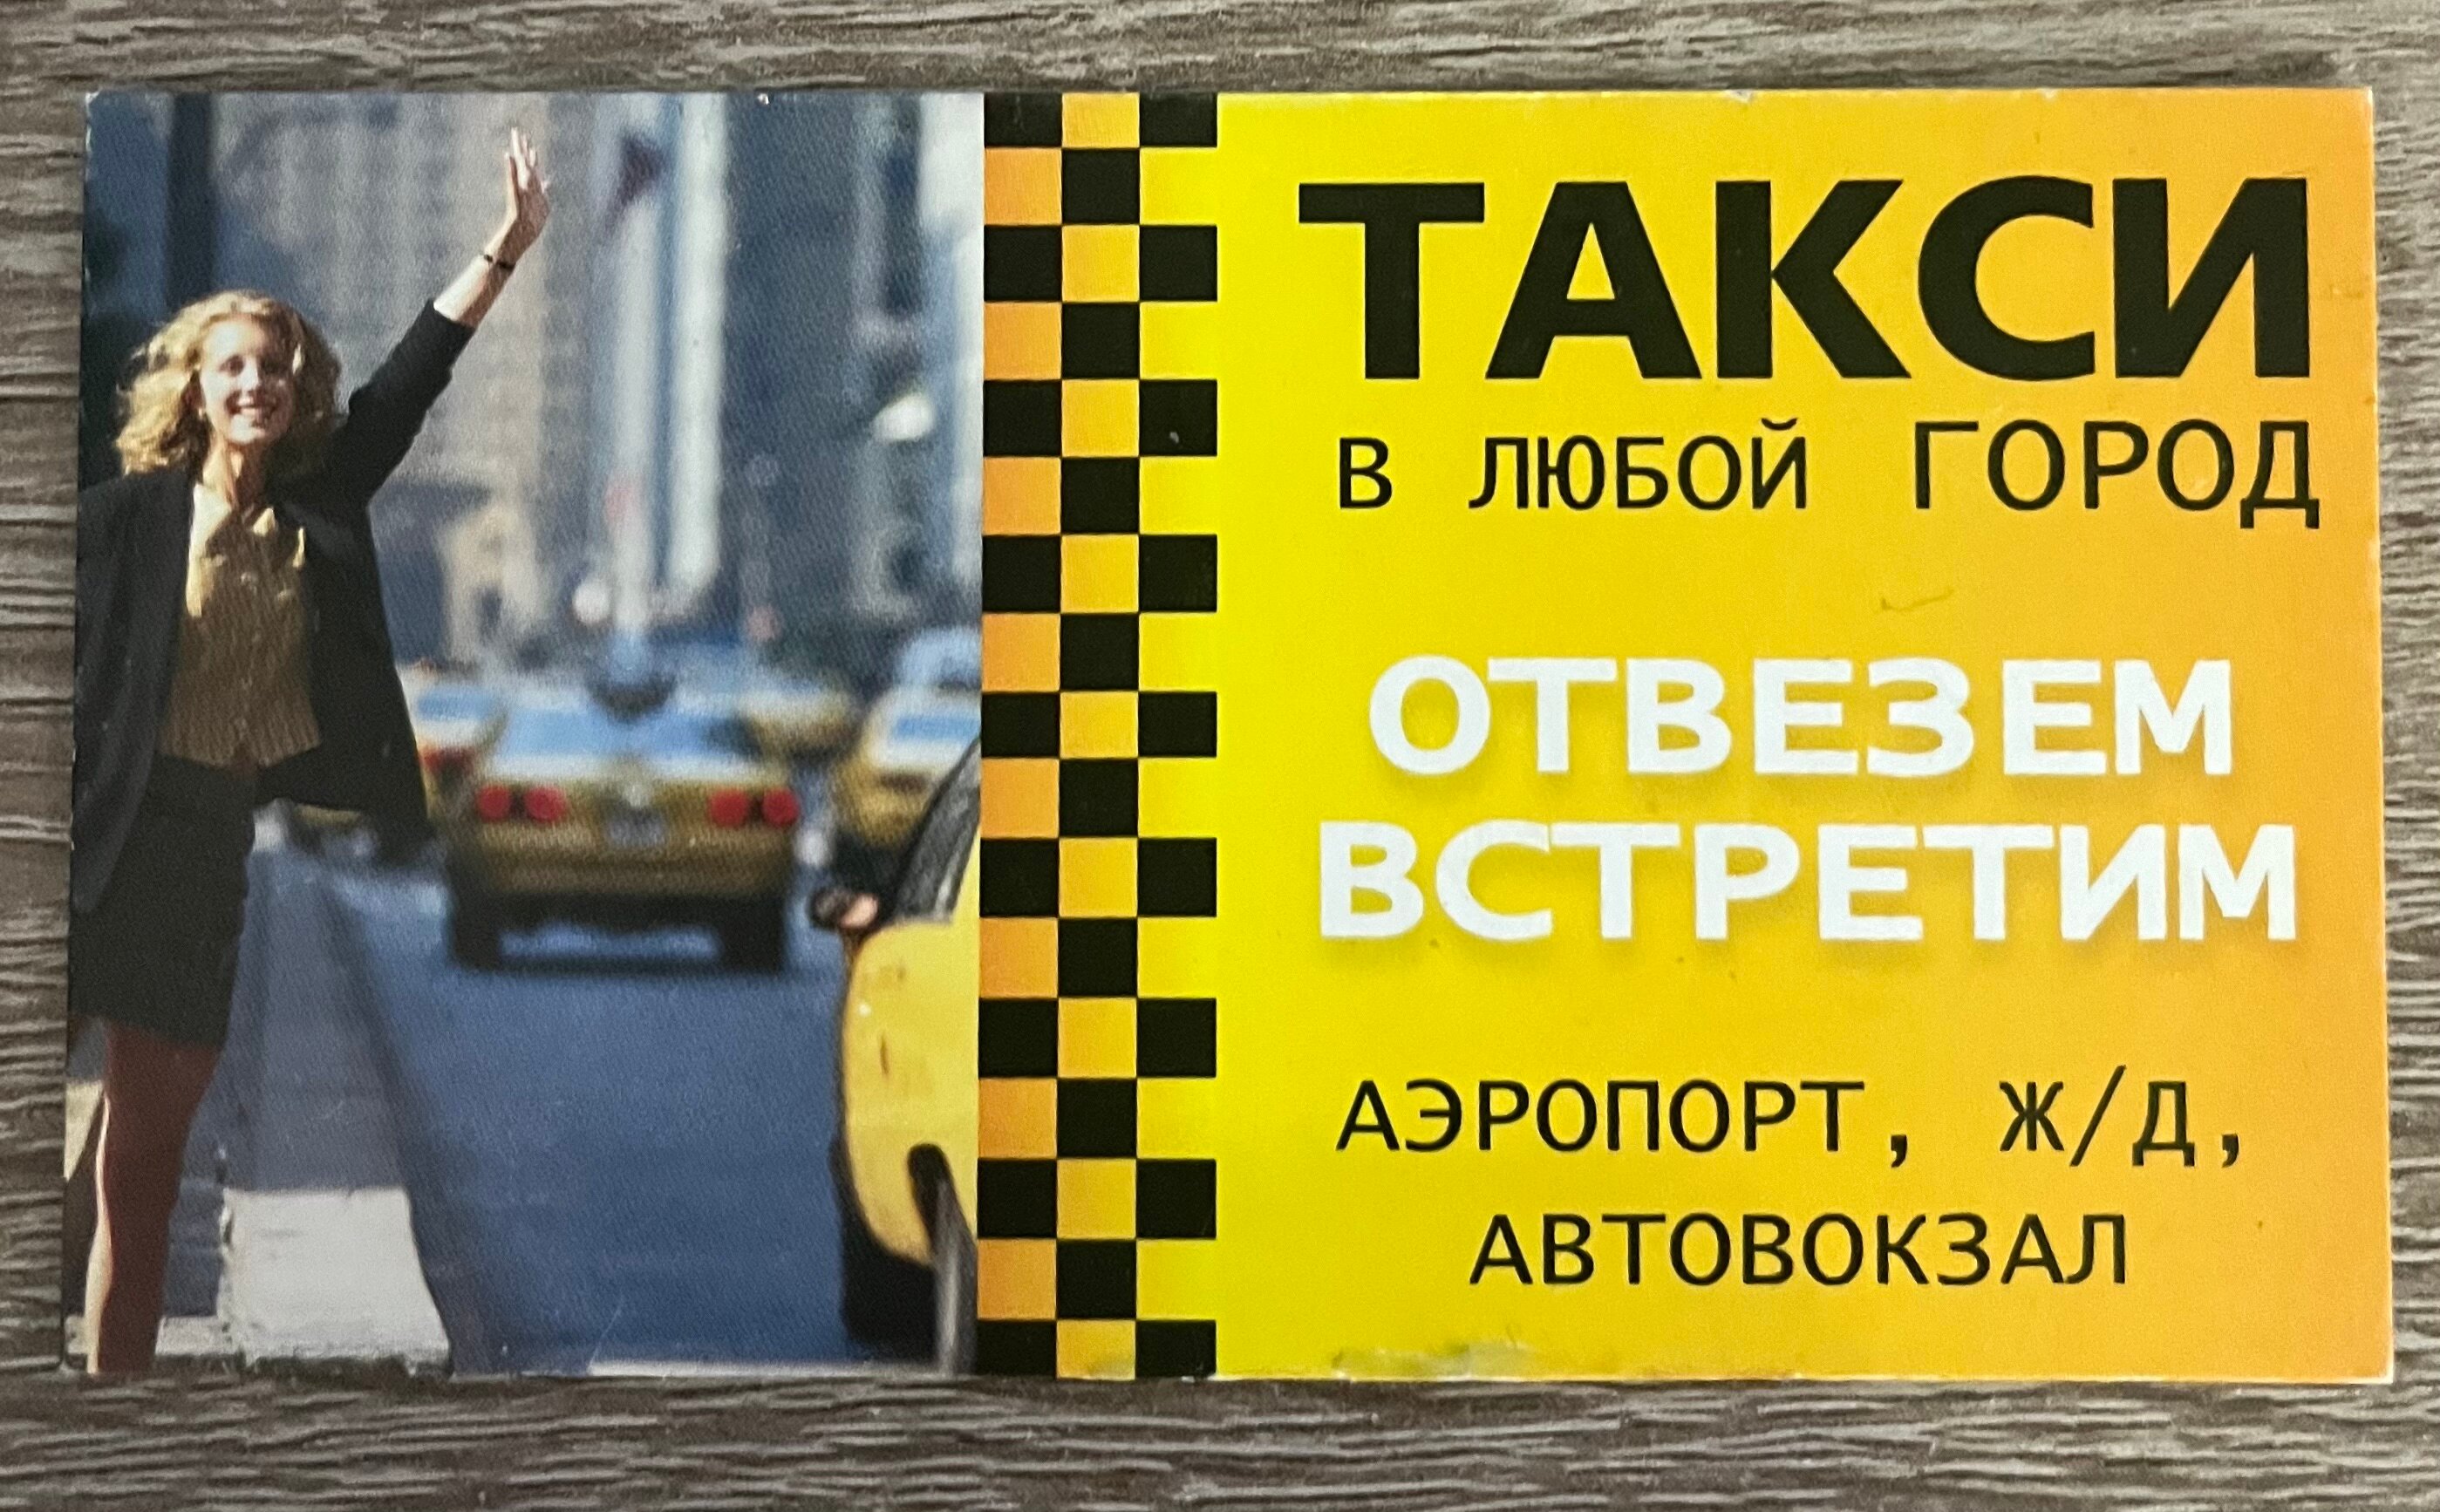 ТАКСИ
В ЛЮБОЙ ГОРОД
ОТВЕЗЕМ
ВСТРЕТИМ
АЭРОПОРТ, Ж/Д,
АВТОВОКЗАЛ